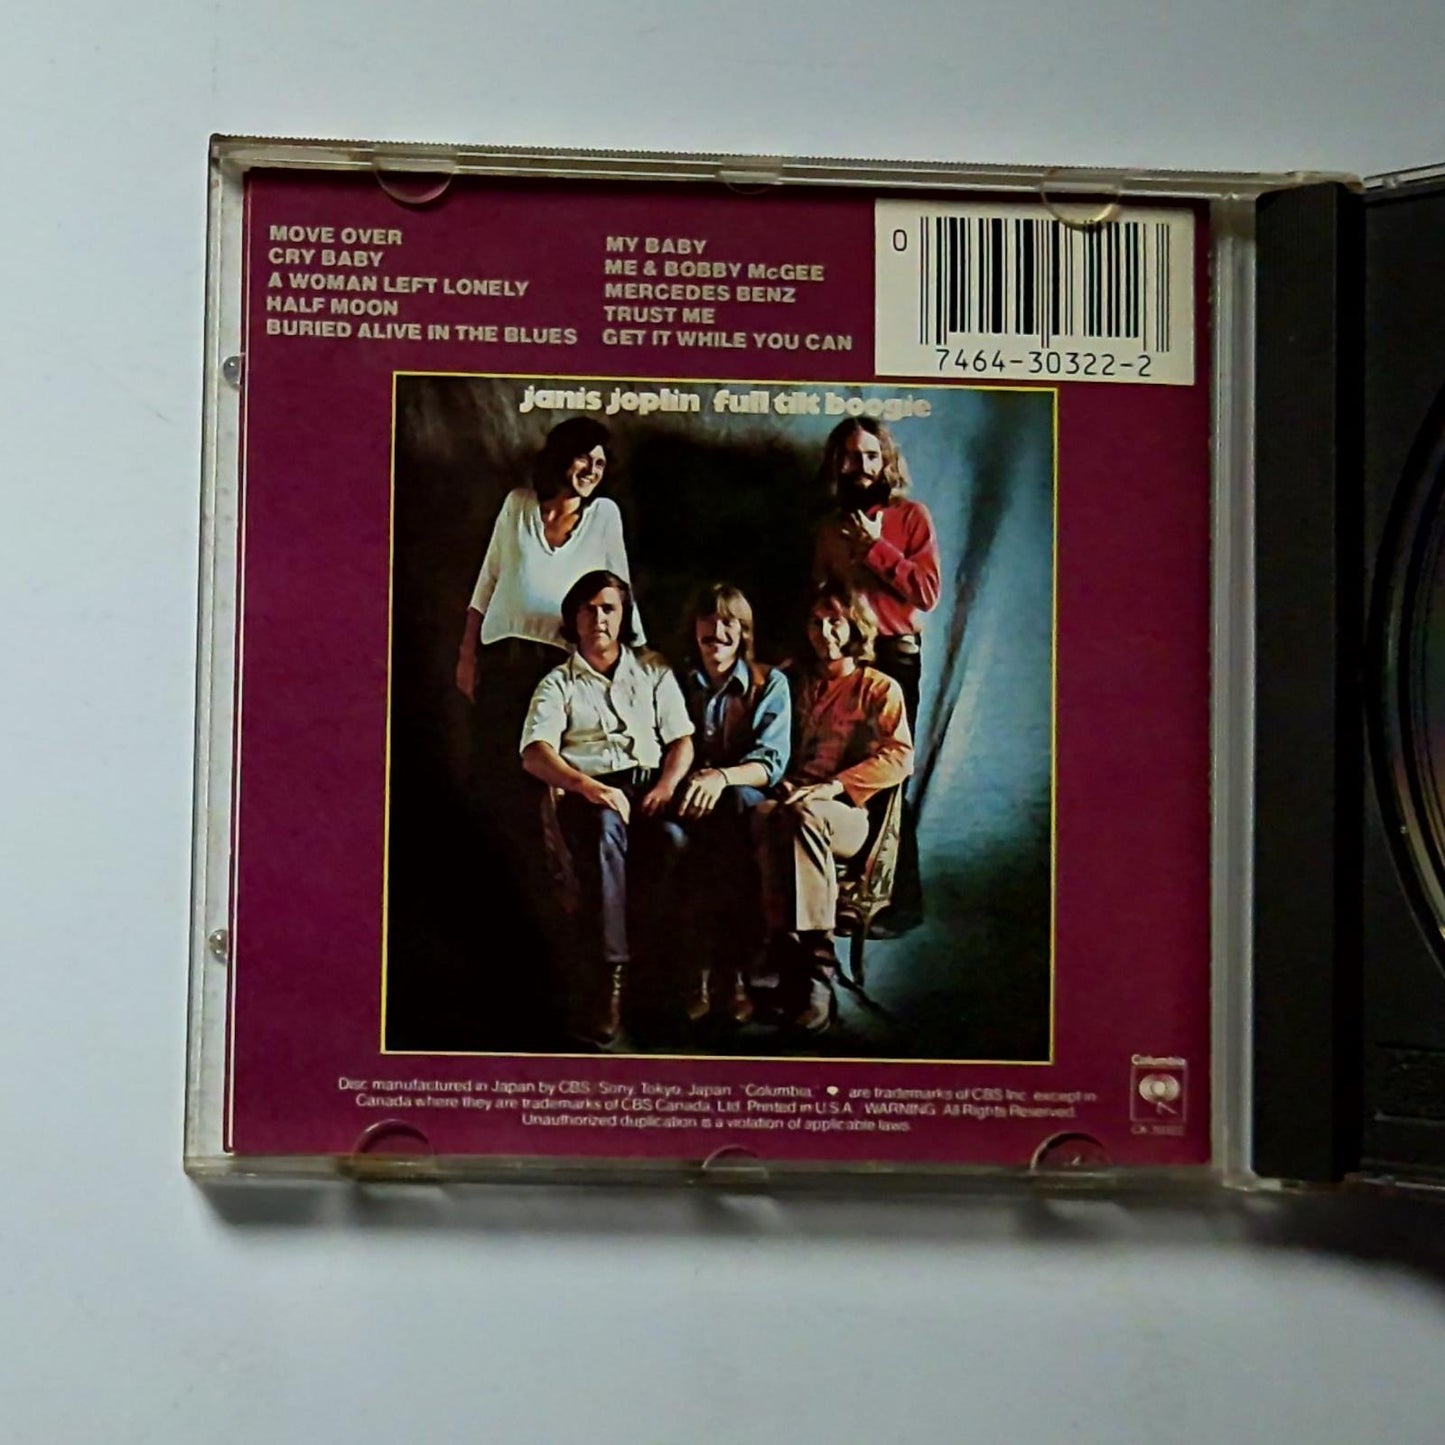 MOVE OVER
CRY BABY
A WOMAN LEFT LONELY
HALF MOON
BURIED ALIVE IN THE BLUES
MY BABY
ME & BOBBY McGEE
MERCEDES BENZ
TRUST ME
GET IT WHILE YOU CAN
0
7464-30322-2
janis joplin full tilt boogie
Disc manufactured in Japan by CBS/Sony, Tokyo, Japan. "Columbia," are trademarks of CBS Inc. except in
Canada where they are trademarks of CBS Canada, Ltd. Printed in U.S.A. WARNING: All Rights Reserved.
Unauthorized duplication is a violation of applicable laws.
Columbia
CK 30322